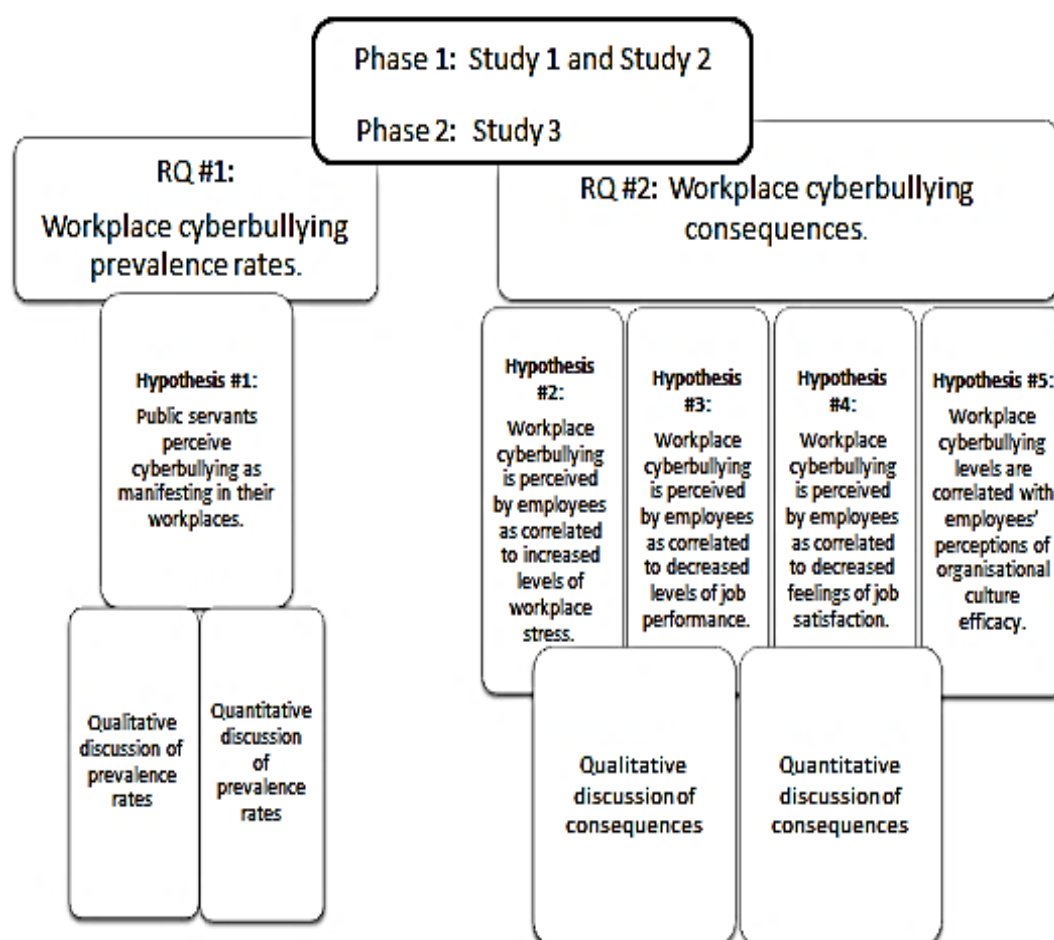 Phase 1: Study 1 and Study 2
Phase 2: Study 3
RQ #1:
Workplace cyberbullying
prevalence rates.
RQ #2: Workplace cyberbullying
consequences.
Hypothesis #1:
Public servants
perceive
cyberbullying as
manifesting in their
workplaces.
Hypothesis
#2:
Workplace
cyberbullying
is perceived
by employees
as correlated
to increased
levels of
workplace
stress.
Hypothesis
#3:
Workplace
cyberbullying
is perceived
by employees
as correlated
to decreased
levels of job
performance.
Hypothesis
#4:
Workplace
cyberbullying
is perceived
by employees
as correlated
to decreased
feelings of job
satisfaction.
Hypothesis #5:
Workplace
cyberbullying
levels are
correlated with
employees’
perceptions of
organisational
culture
efficacy.
Qualitative
discussion of
prevalence
rates
Quantitative
discussion
of
prevalence
rates
Qualitative
discussion of
consequences
Quantitative
discussion of
consequences